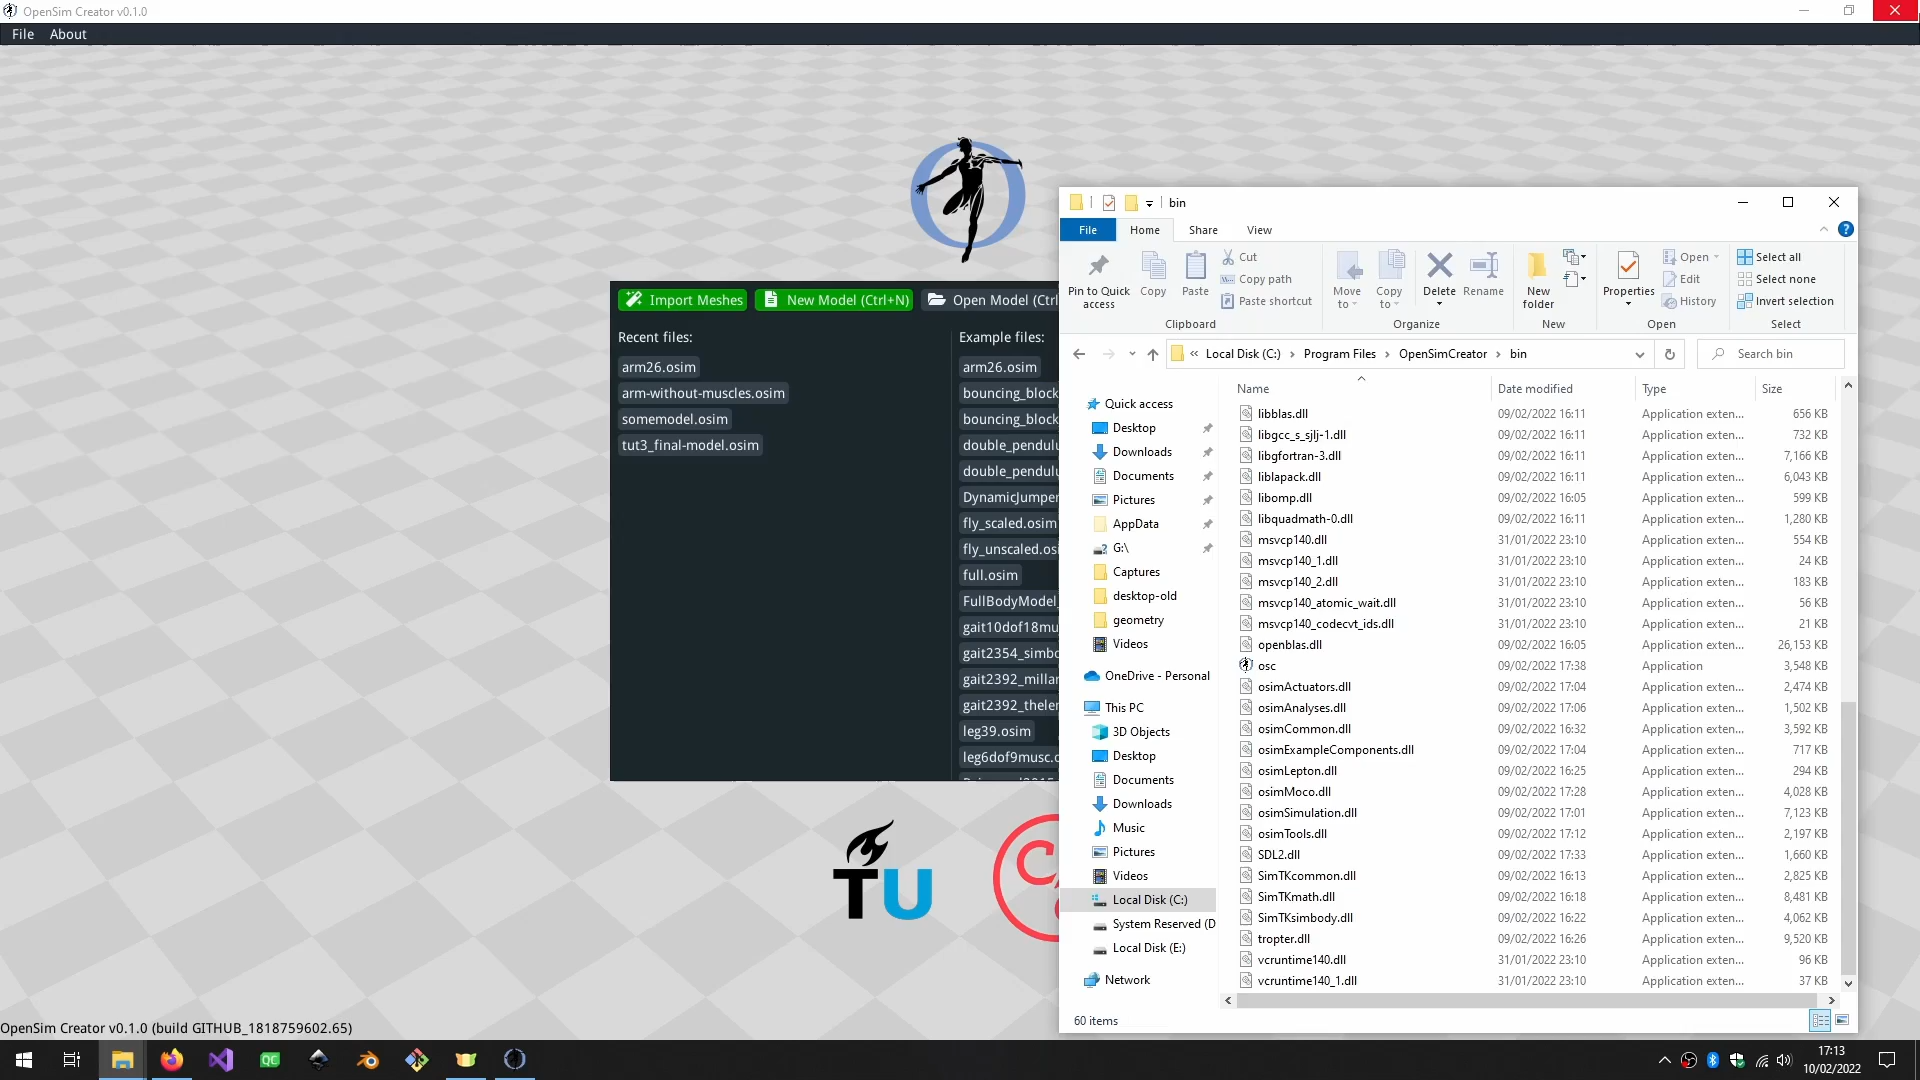 OpenSim Creator v0.1.0
File About
bin
File Home Share View
Pin to Quick access
Copy
Paste
Cut
Copy path
Paste shortcut
Clipboard
Move to
Copy to
Delete
Rename
Organize
New folder
New
Properties
Open
Edit
History
Open
Select all
Select none
Invert selection
Select
« Local Disk (C:) › Program Files › OpenSimCreator › bin
Search bin
Import Meshes
New Model (Ctrl+N)
Open Model (Ctrl
Recent files:
arm26.osim
arm-without-muscles.osim
somemodel.osim
tut3_final-model.osim
Example files:
arm26.osim
bouncing_block
bouncing_block
double_pendulu
double_pendulu
DynamicJumper
fly_scaled.osim
fly_unscaled.osi
full.osim
FullBodyModel_
gait10dof18mu
gait2354_simbo
gait2392_millar
gait2392_thelen
leg39.osim
leg6dof9musc.o
Quick access
Desktop
Downloads
Documents
Pictures
AppData
G:\
Captures
desktop-old
geometry
Videos
OneDrive - Personal
This PC
3D Objects
Desktop
Documents
Downloads
Music
Pictures
Videos
Local Disk (C:)
System Reserved (D
Local Disk (E:)
Network
Name Date modified Type Size
libblas.dll 09/02/2022 16:11 Application exten... 656 KB
libgcc_s_sjlj-1.dll 09/02/2022 16:11 Application exten... 732 KB
libgfortran-3.dll 09/02/2022 16:11 Application exten... 7,166 KB
liblapack.dll 09/02/2022 16:11 Application exten... 6,043 KB
libomp.dll 09/02/2022 16:05 Application exten... 599 KB
libquadmath-0.dll 09/02/2022 16:11 Application exten... 1,280 KB
msvcp140.dll 31/01/2022 23:10 Application exten... 554 KB
msvcp140_1.dll 31/01/2022 23:10 Application exten... 24 KB
msvcp140_2.dll 31/01/2022 23:10 Application exten... 183 KB
msvcp140_atomic_wait.dll 31/01/2022 23:10 Application exten... 56 KB
msvcp140_codecvt_ids.dll 31/01/2022 23:10 Application exten... 21 KB
openblas.dll 09/02/2022 16:05 Application exten... 26,153 KB
osc 09/02/2022 17:38 Application 3,548 KB
osimActuators.dll 09/02/2022 17:04 Application exten... 2,474 KB
osimAnalyses.dll 09/02/2022 17:06 Application exten... 1,502 KB
osimCommon.dll 09/02/2022 16:32 Application exten... 3,592 KB
osimExampleComponents.dll 09/02/2022 17:04 Application exten... 717 KB
osimLepton.dll 09/02/2022 16:25 Application exten... 294 KB
osimMoco.dll 09/02/2022 17:28 Application exten... 4,028 KB
osimSimulation.dll 09/02/2022 17:01 Application exten... 7,123 KB
osimTools.dll 09/02/2022 17:12 Application exten... 2,197 KB
SDL2.dll 09/02/2022 17:33 Application exten... 1,660 KB
SimTKcommon.dll 09/02/2022 16:13 Application exten... 2,825 KB
SimTKmath.dll 09/02/2022 16:18 Application exten... 8,481 KB
SimTKsimbody.dll 09/02/2022 16:22 Application exten... 4,062 KB
tropter.dll 09/02/2022 16:26 Application exten... 9,520 KB
vcruntime140.dll 31/01/2022 23:10 Application exten... 96 KB
vcruntime140_1.dll 31/01/2022 23:10 Application exten... 37 KB
60 items
TU
OpenSim Creator v0.1.0 (build GITHUB_1818759602.65)
QC
17:13
10/02/2022